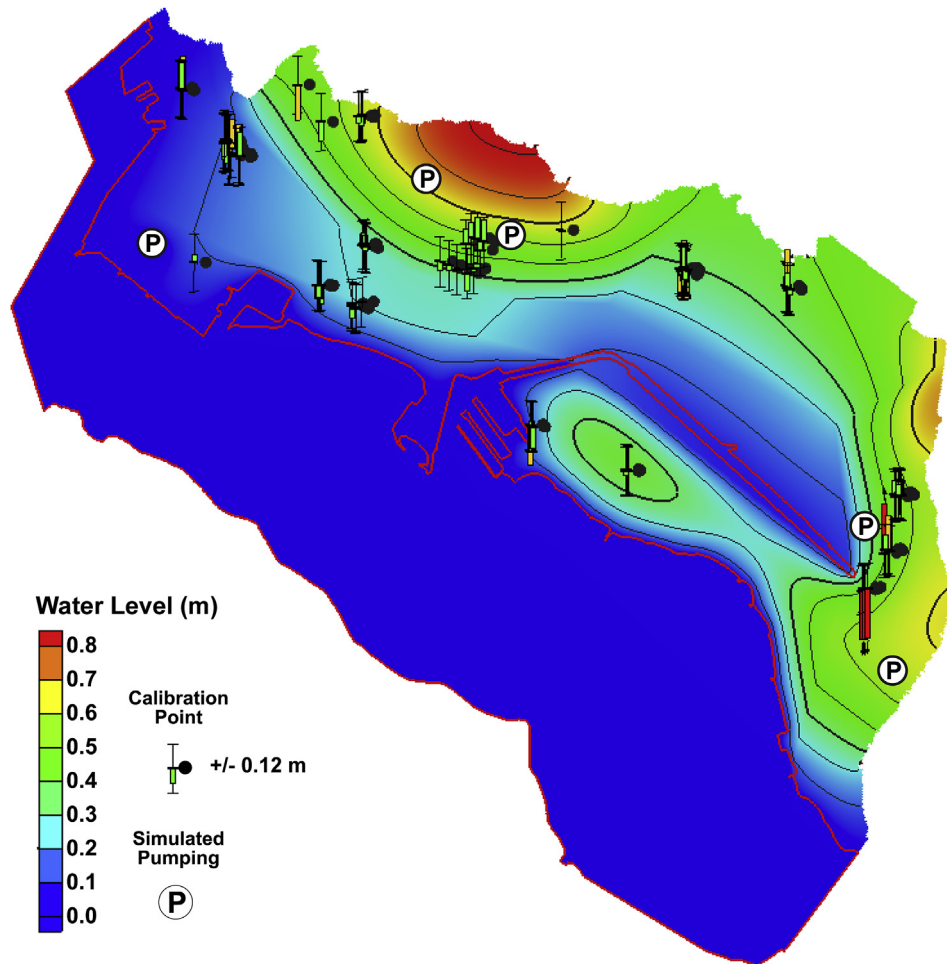 P
P
P
P
P
Water Level (m)
0.8
0.7
0.6
0.5
0.4
0.3
0.2
0.1
0.0
Calibration
Point
+/- 0.12 m
Simulated
Pumping
P